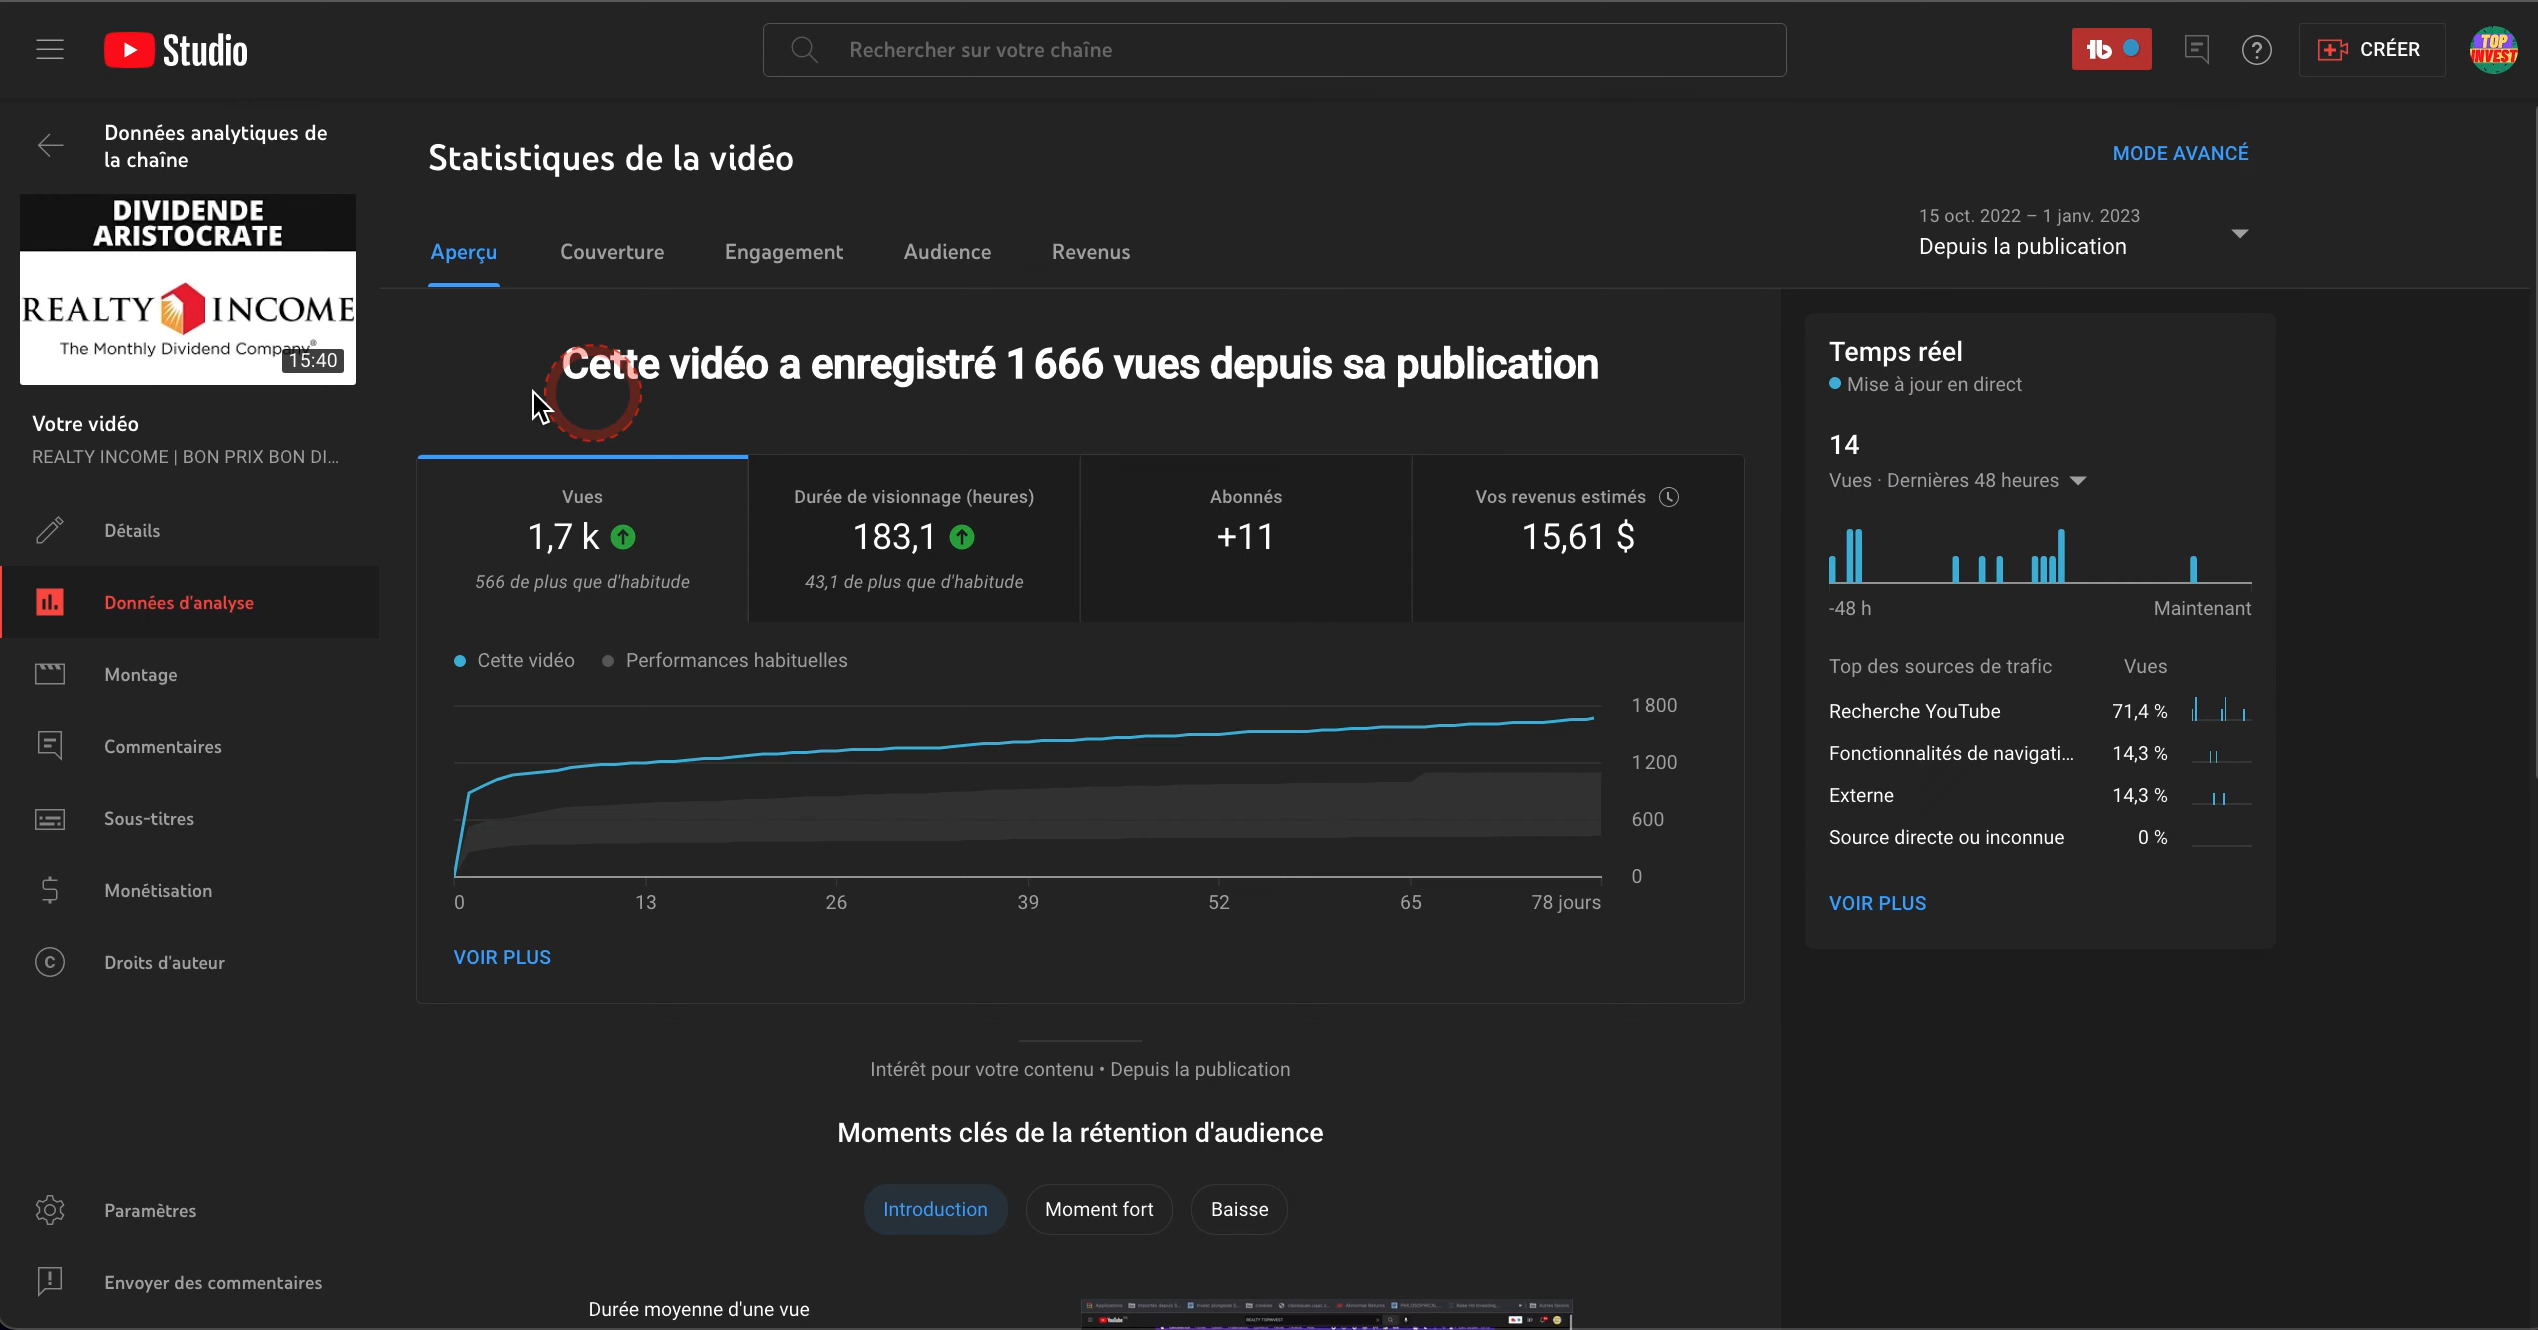 Studio
Rechercher sur votre chaîne
CRÉER
TOP
INVEST
Données analytiques de
la chaîne
DIVIDENDE
ARISTOCRATE
REALTY INCOME
The Monthly Dividend Company®
15:40
Votre vidéo
REALTY INCOME | BON PRIX BON DI...
Détails
Données d'analyse
Montage
Commentaires
Sous-titres
Monétisation
Droits d'auteur
Paramètres
Envoyer des commentaires
Statistiques de la vidéo
MODE AVANCÉ
Aperçu
Couverture
Engagement
Audience
Revenus
15 oct. 2022 – 1 janv. 2023
Depuis la publication
Cette vidéo a enregistré 1 666 vues depuis sa publication
Vues
1,7 k
566 de plus que d'habitude
Durée de visionnage (heures)
183,1
43,1 de plus que d'habitude
Abonnés
+11
Vos revenus estimés
15,61 $
Cette vidéo
Performances habituelles
1 800
1 200
600
0
0 13 26 39 52 65 78 jours
VOIR PLUS
Intérêt pour votre contenu • Depuis la publication
Moments clés de la rétention d'audience
Introduction
Moment fort
Baisse
Durée moyenne d'une vue
Temps réel
Mise à jour en direct
14
Vues · Dernières 48 heures
-48 h
Maintenant
Top des sources de trafic Vues
Recherche YouTube 71,4 %
Fonctionnalités de navigati... 14,3 %
Externe 14,3 %
Source directe ou inconnue 0 %
VOIR PLUS